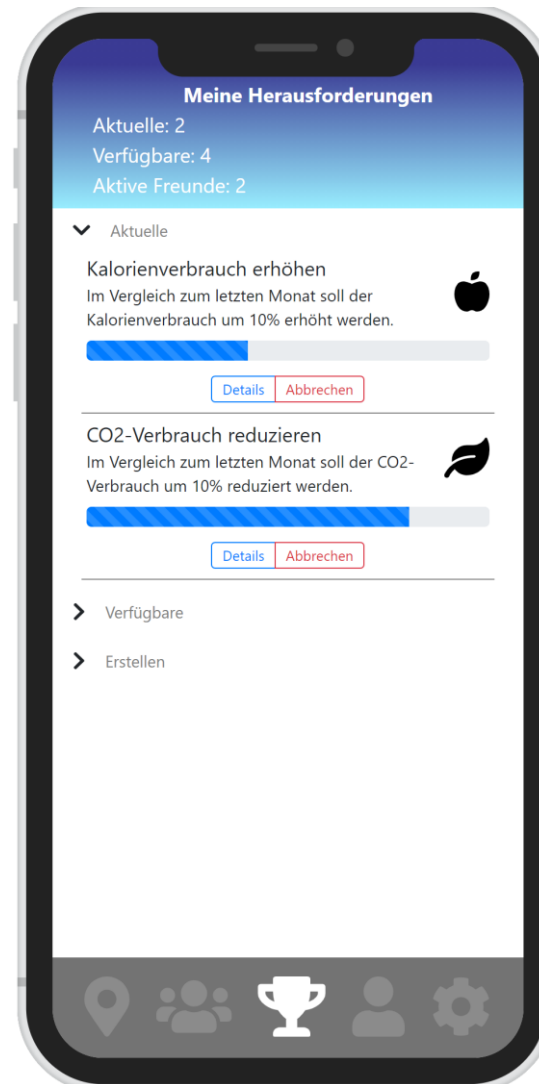 Meine Herausforderungen
Aktuelle: 2
Verfügbare: 4
Aktive Freunde: 2
Aktuelle
Kalorienverbrauch erhöhen
Im Vergleich zum letzten Monat soll der
Kalorienverbrauch um 10% erhöht werden.
Details Abbrechen
CO2-Verbrauch reduzieren
Im Vergleich zum letzten Monat soll der CO2-
Verbrauch um 10% reduziert werden.
Details Abbrechen
Verfügbare
Erstellen